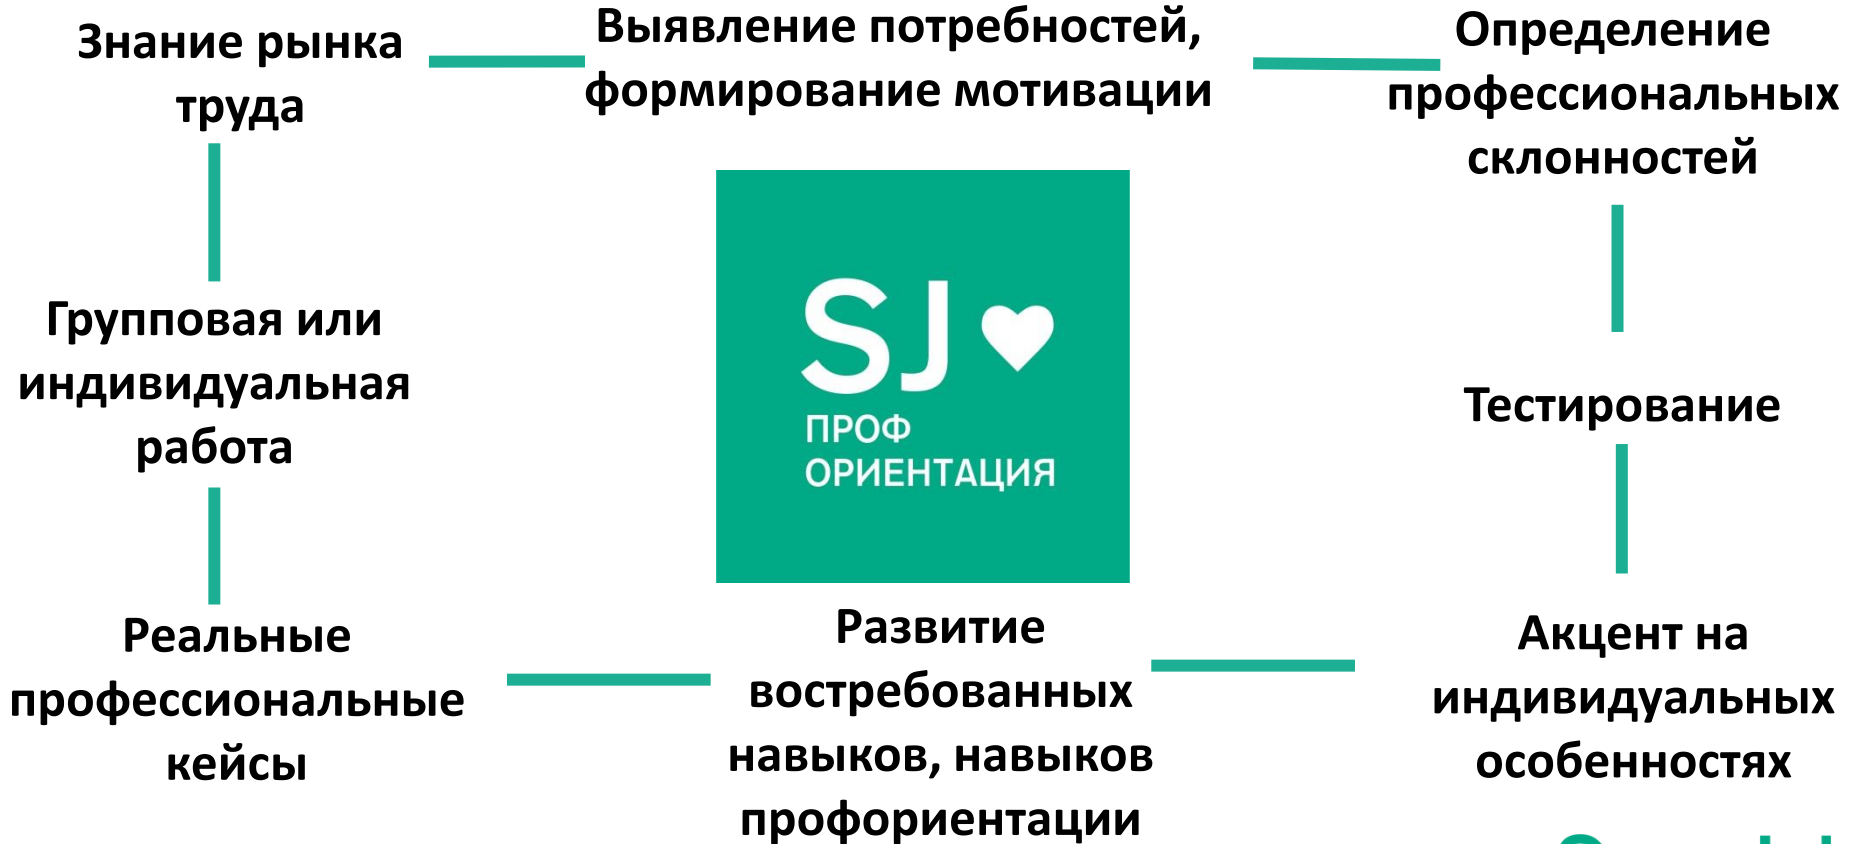 Знание рынка
труда
Выявление потребностей,
формирование мотивации
Определение
профессиональных
склонностей
Групповая или
индивидуальная
работа
SJ
ПРОФ
ОРИЕНТАЦИЯ
Тестирование
Реальные
профессиональные
кейсы
Развитие
востребованных
навыков, навыков
профориентации
Акцент на
индивидуальных
особенностях